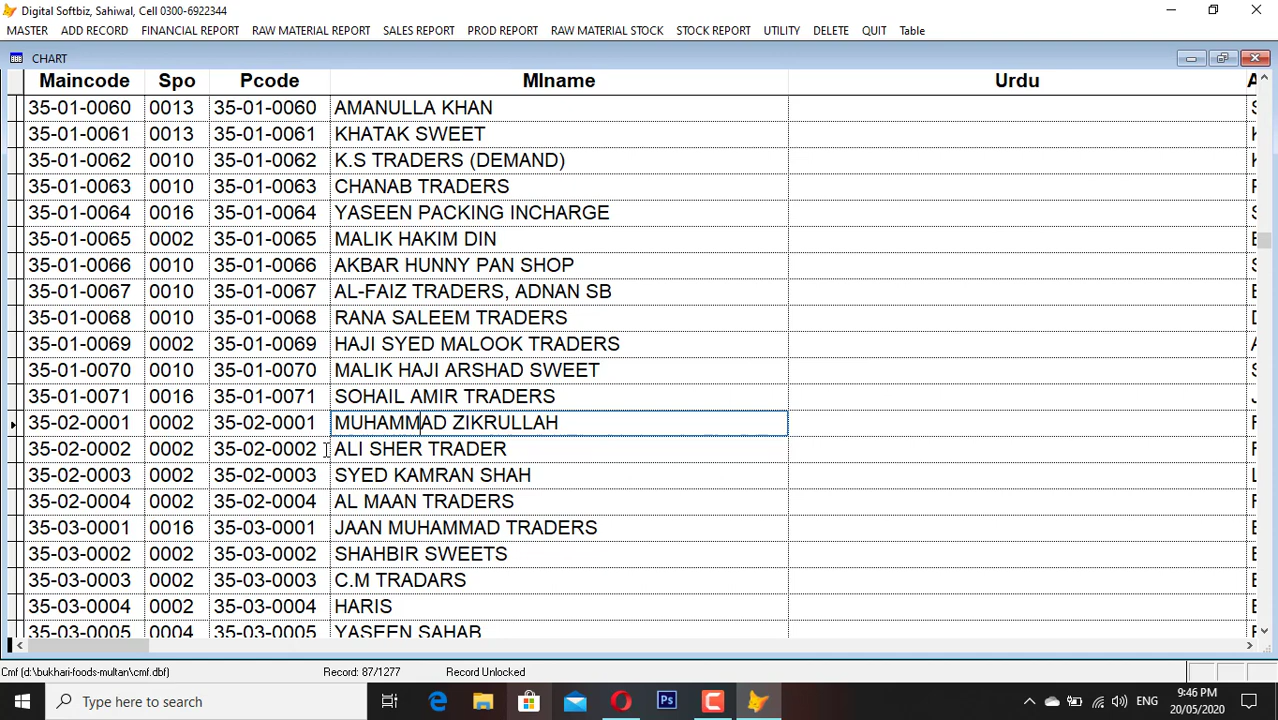 Digital Softbiz, Sahiwal, Cell 0300-6922344
MASTER ADD RECORD FINANCIAL REPORT RAW MATERIAL REPORT SALES REPORT PROD REPORT RAW MATERIAL STOCK STOCK REPORT UTILITY DELETE QUIT Table
CHART
Maincode Spo Pcode Mlname Urdu A
35-01-0060 0013 35-01-0060 AMANULLA KHAN S
35-01-0061 0013 35-01-0061 KHATAK SWEET K
35-01-0062 0010 35-01-0062 K.S TRADERS (DEMAND) K
35-01-0063 0010 35-01-0063 CHANAB TRADERS
35-01-0064 0016 35-01-0064 YASEEN PACKING INCHARGE S
35-01-0065 0002 35-01-0065 MALIK HAKIM DIN
35-01-0066 0010 35-01-0066 AKBAR HUNNY PAN SHOP S
35-01-0067 0010 35-01-0067 AL-FAIZ TRADERS, ADNAN SB
35-01-0068 0010 35-01-0068 RANA SALEEM TRADERS
35-01-0069 0002 35-01-0069 HAJI SYED MALOOK TRADERS A
35-01-0070 0010 35-01-0070 MALIK HAJI ARSHAD SWEET S
35-01-0071 0016 35-01-0071 SOHAIL AMIR TRADERS J
35-02-0001 0002 35-02-0001 MUHAMMAD ZIKRULLAH
35-02-0002 0002 35-02-0002 ALI SHER TRADER
35-02-0003 0002 35-02-0003 SYED KAMRAN SHAH L
35-02-0004 0002 35-02-0004 AL MAAN TRADERS
35-03-0001 0016 35-03-0001 JAAN MUHAMMAD TRADERS
35-03-0002 0002 35-03-0002 SHAHBIR SWEETS
35-03-0003 0002 35-03-0003 C.M TRADARS
35-03-0004 0002 35-03-0004 HARIS
35-03-0005 0004 35-03-0005 YASEEN SAHAB
Cmf (d:\bukhari-foods-multan\cmf.dbf) Record: 87/1277 Record Unlocked
Type here to search
ENG
9:46 PM
20/05/2020